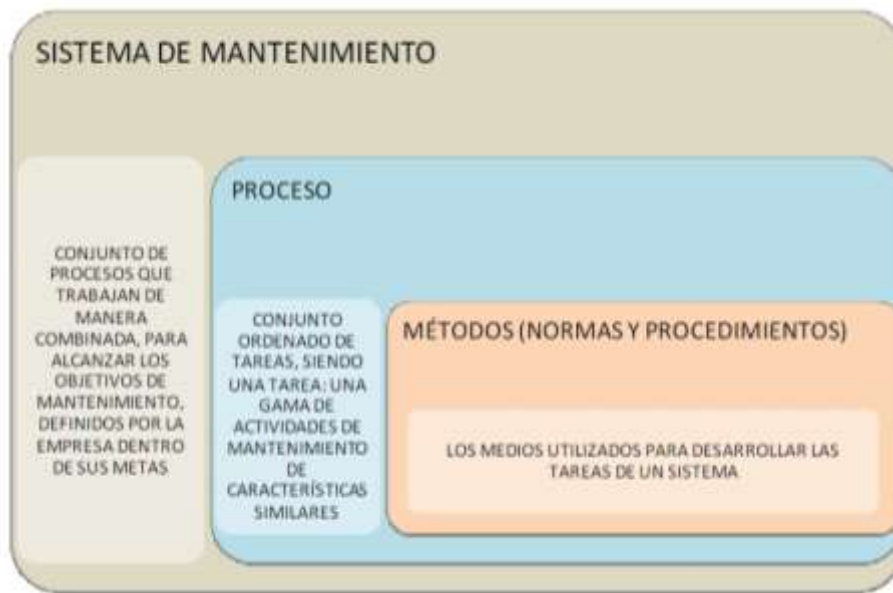 SISTEMA DE MANTENIMIENTO
CONJUNTO DE
PROCESOS QUE
TRABAJAN DE
MANERA
COMBINADA, PARA
ALCANZAR LOS
OBJETIVOS DE
MANTENIMIENTO,
DEFINIDOS POR LA
EMPRESA DENTRO
DE SUS METAS
PROCESO
CONJUNTO
ORDENADO DE
TAREAS, SIENDO
UNA TAREA: UNA
GAMA DE
ACTIVIDADES DE
MANTENIMIENTO
DE
CARACTERÍSTICAS
SIMILARES
MÉTODOS (NORMAS Y PROCEDIMIENTOS)
LOS MEDIOS UTILIZADOS PARA DESARROLLAR LAS
TAREAS DE UN SISTEMA